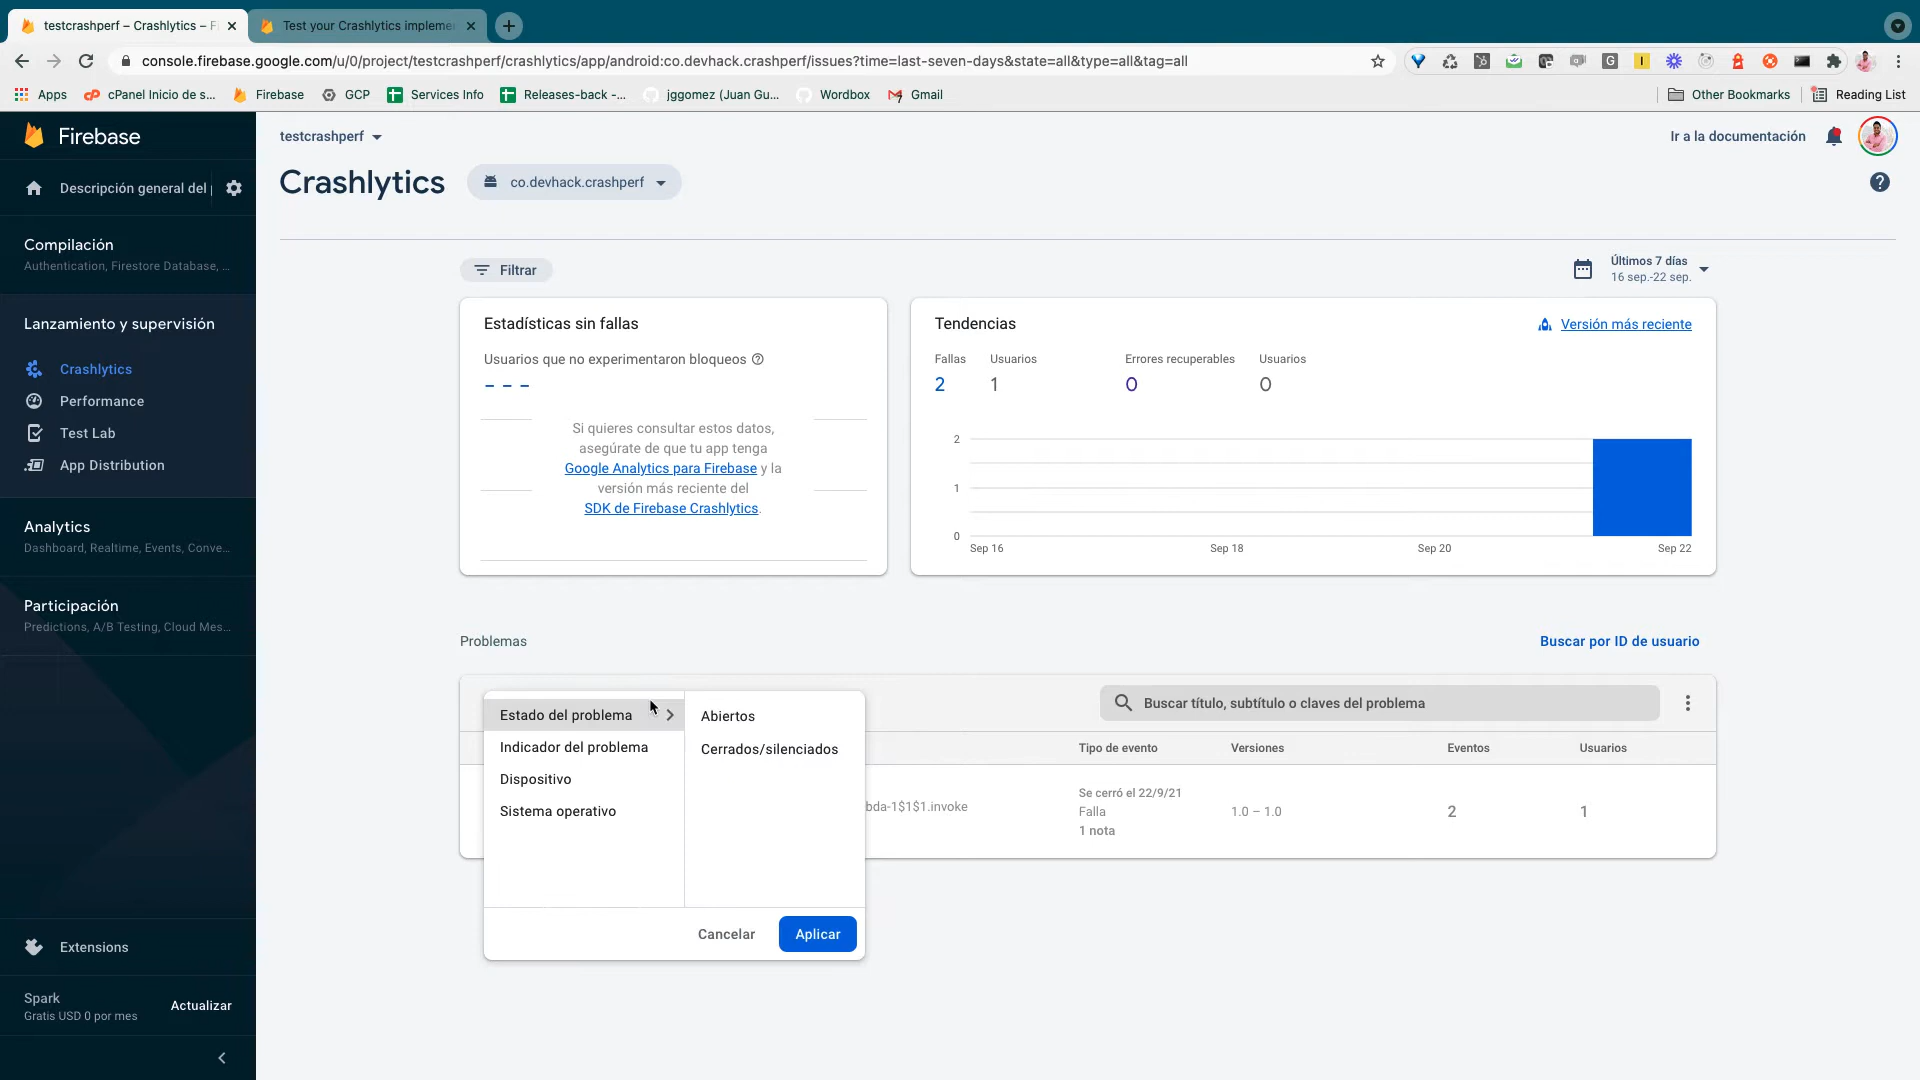 testcrashperf – Crashlytics – F
Test your Crashlytics impleme
console.firebase.google.com/u/0/project/testcrashperf/crashlytics/app/android:co.devhack.crashperf/issues?time=last-seven-days&state=all&type=all&tag=all
Apps
cPanel Inicio de s...
Firebase
GCP
Services Info
Releases-back -...
jggomez (Juan Gu...
Wordbox
Gmail
Other Bookmarks
Reading List
Firebase
Descripción general del
Compilación
Authentication, Firestore Database, ...
Lanzamiento y supervisión
Crashlytics
Performance
Test Lab
App Distribution
Analytics
Dashboard, Realtime, Events, Conve...
Participación
Predictions, A/B Testing, Cloud Mes...
Extensions
Spark
Gratis USD 0 por mes
Actualizar
testcrashperf
Ir a la documentación
Crashlytics
co.devhack.crashperf
Filtrar
Últimos 7 días
16 sep.-22 sep.
Estadísticas sin fallas
Usuarios que no experimentaron bloqueos
– – –
Si quieres consultar estos datos,
asegúrate de que tu app tenga
Google Analytics para Firebase y la
versión más reciente del
SDK de Firebase Crashlytics.
Tendencias
Versión más reciente
Fallas Usuarios Errores recuperables Usuarios
2 1 0 0
2
1
0
Sep 16 Sep 18 Sep 20 Sep 22
Problemas
Buscar por ID de usuario
Buscar título, subtítulo o claves del problema
Estado del problema
Indicador del problema
Dispositivo
Sistema operativo
Abiertos
Cerrados/silenciados
Cancelar
Aplicar
Tipo de evento Versiones Eventos Usuarios
bda-1$1$1.invoke
Se cerró el 22/9/21
Falla
1 nota
1.0 – 1.0
2
1